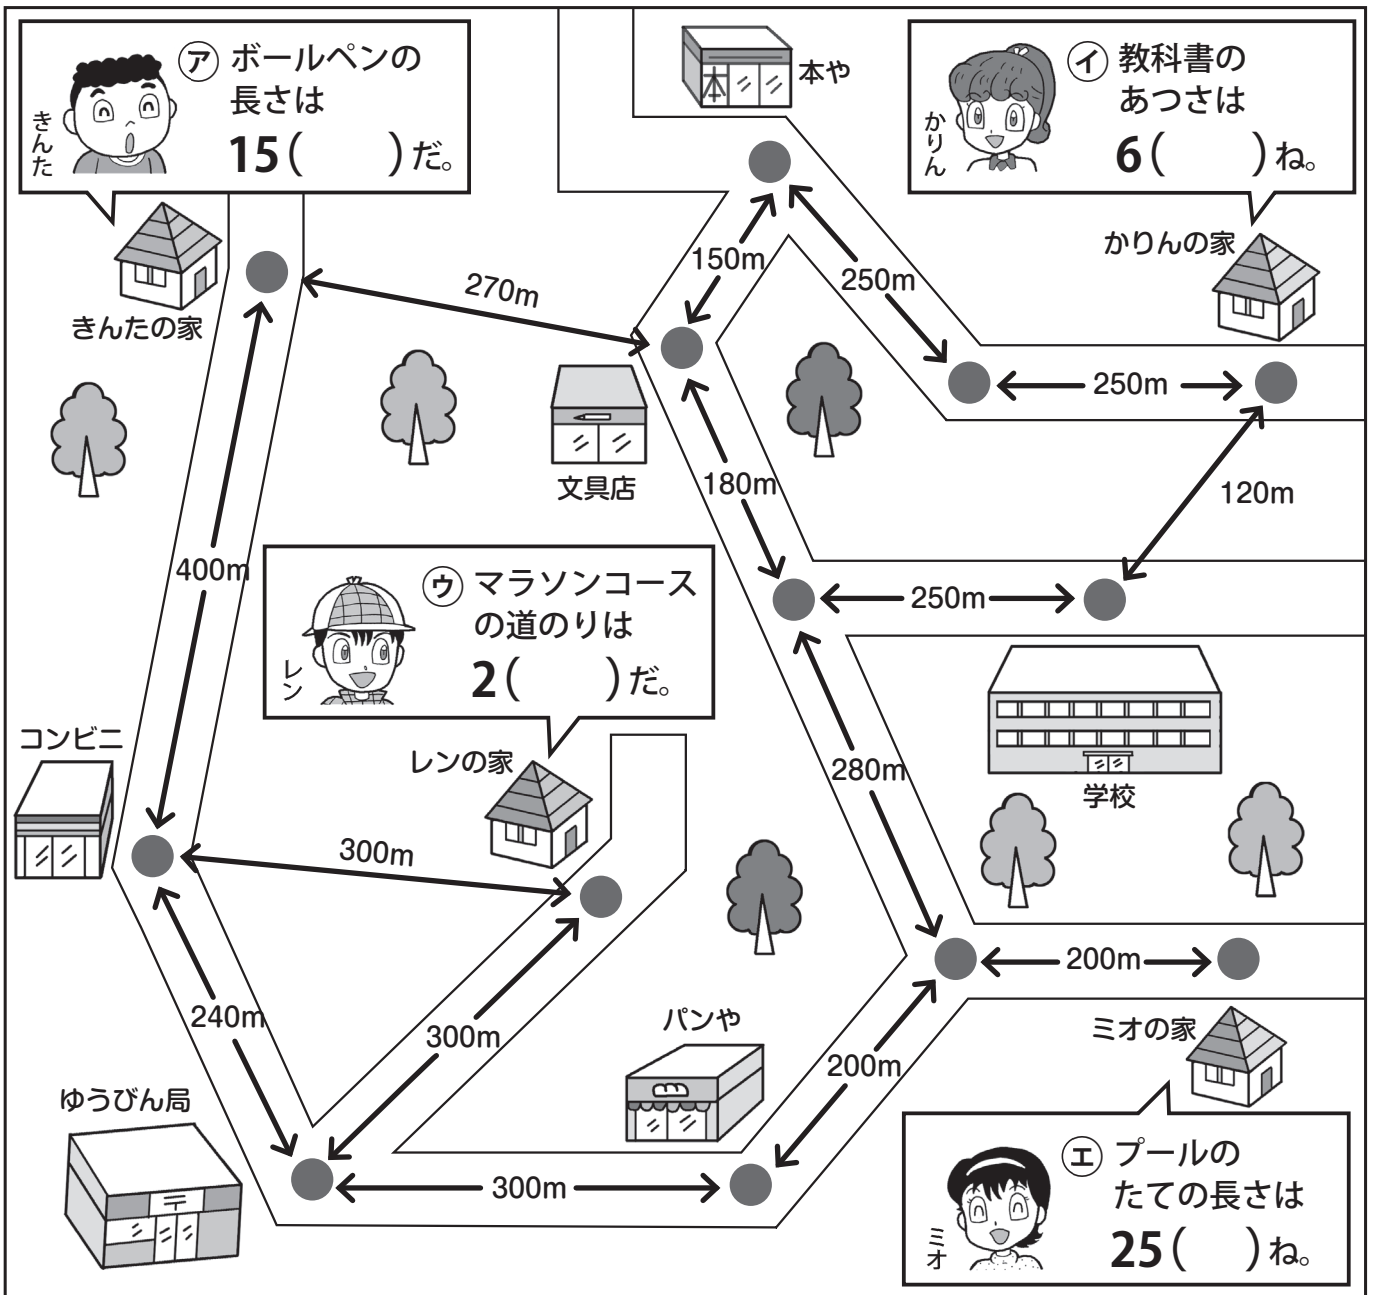 ㋐ ボールペンの
長さは
15( )だ。
きんた
本や
㋑ 教科書の
あつさは
6( )ね。
かりん
かりんの家
きんたの家
150m
250m
270m
250m
文具店
180m
120m
400m
㋒ マラソンコース
の道のりは
2( )だ。
レン
250m
コンビニ
レンの家
280m
学校
300m
200m
240m
300m
パンや
ミオの家
200m
ゆうびん局
300m
㋓ プールの
たての長さは
25( )ね。
ミオ
本
〒